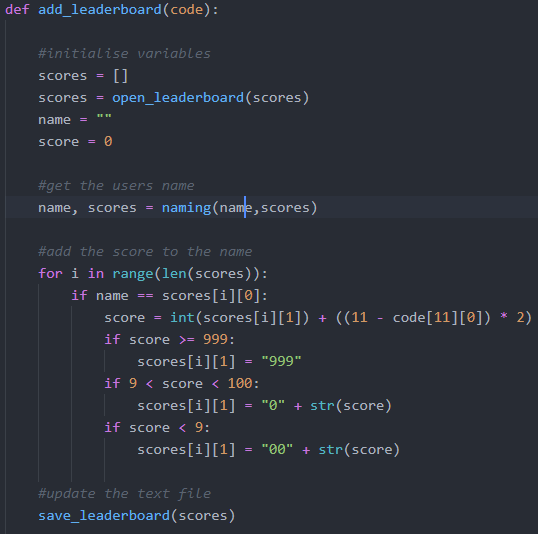 def add_leaderboard(code):
#initialise variables
scores = []
scores = open_leaderboard(scores)
name = ""
score = 0
#get the users name
name, scores = naming(name,scores)
#add the score to the name
for i in range(len(scores)):
if name == scores[i][0]:
score = int(scores[i][1]) + ((11 - code[11][0]) * 2)
if score >= 999:
scores[i][1] = "999"
if 9 < score < 100:
scores[i][1] = "0" + str(score)
if score < 9:
scores[i][1] = "00" + str(score)
#update the text file
save_leaderboard(scores)